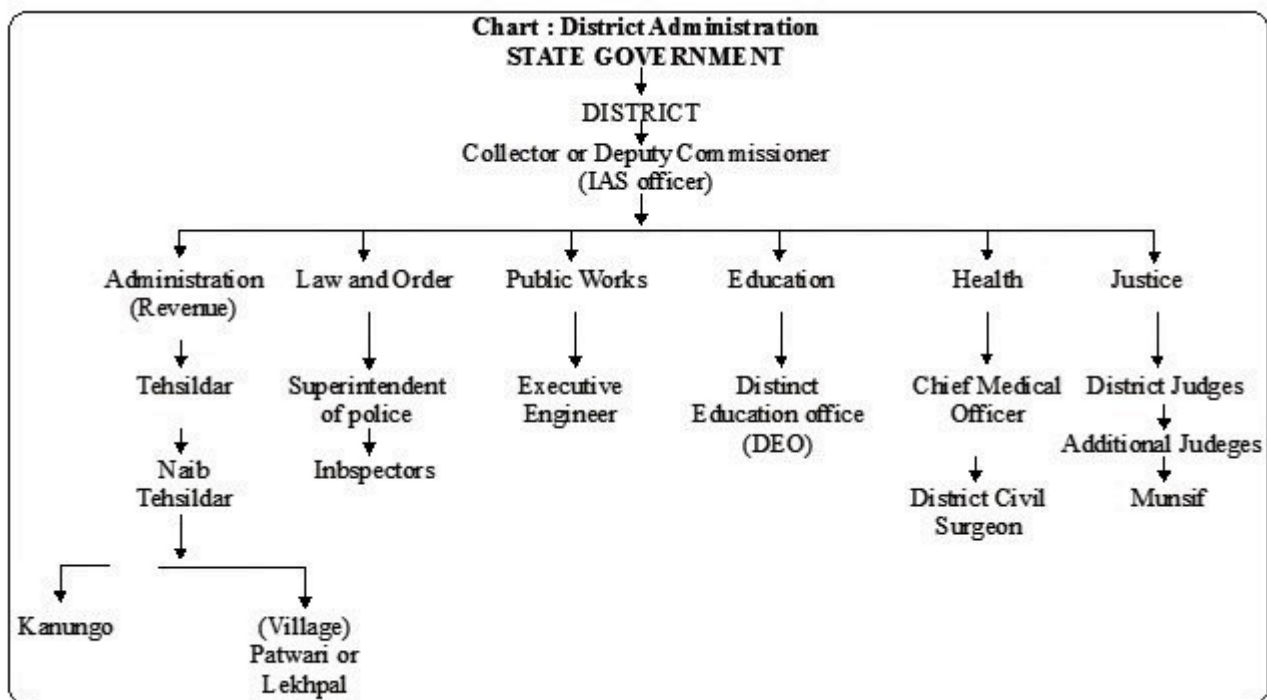 Chart : District Administration
STATE GOVERNMENT
DISTRICT
Collector or Deputy Commissioner
(IAS officer)
Administration
(Revenue)
Law and Order
Public Works
Education
Health
Justice
Tehsildar
Superintendent
of police
Executive
Engineer
Distinct
Education office
(DEO)
Chief Medical
Officer
District Judges
Additional Judeges
Naib
Tehsildar
Inbspectors
District Civil
Surgeon
Munsif
Kanungo
(Village)
Patwari or
Lekhpal